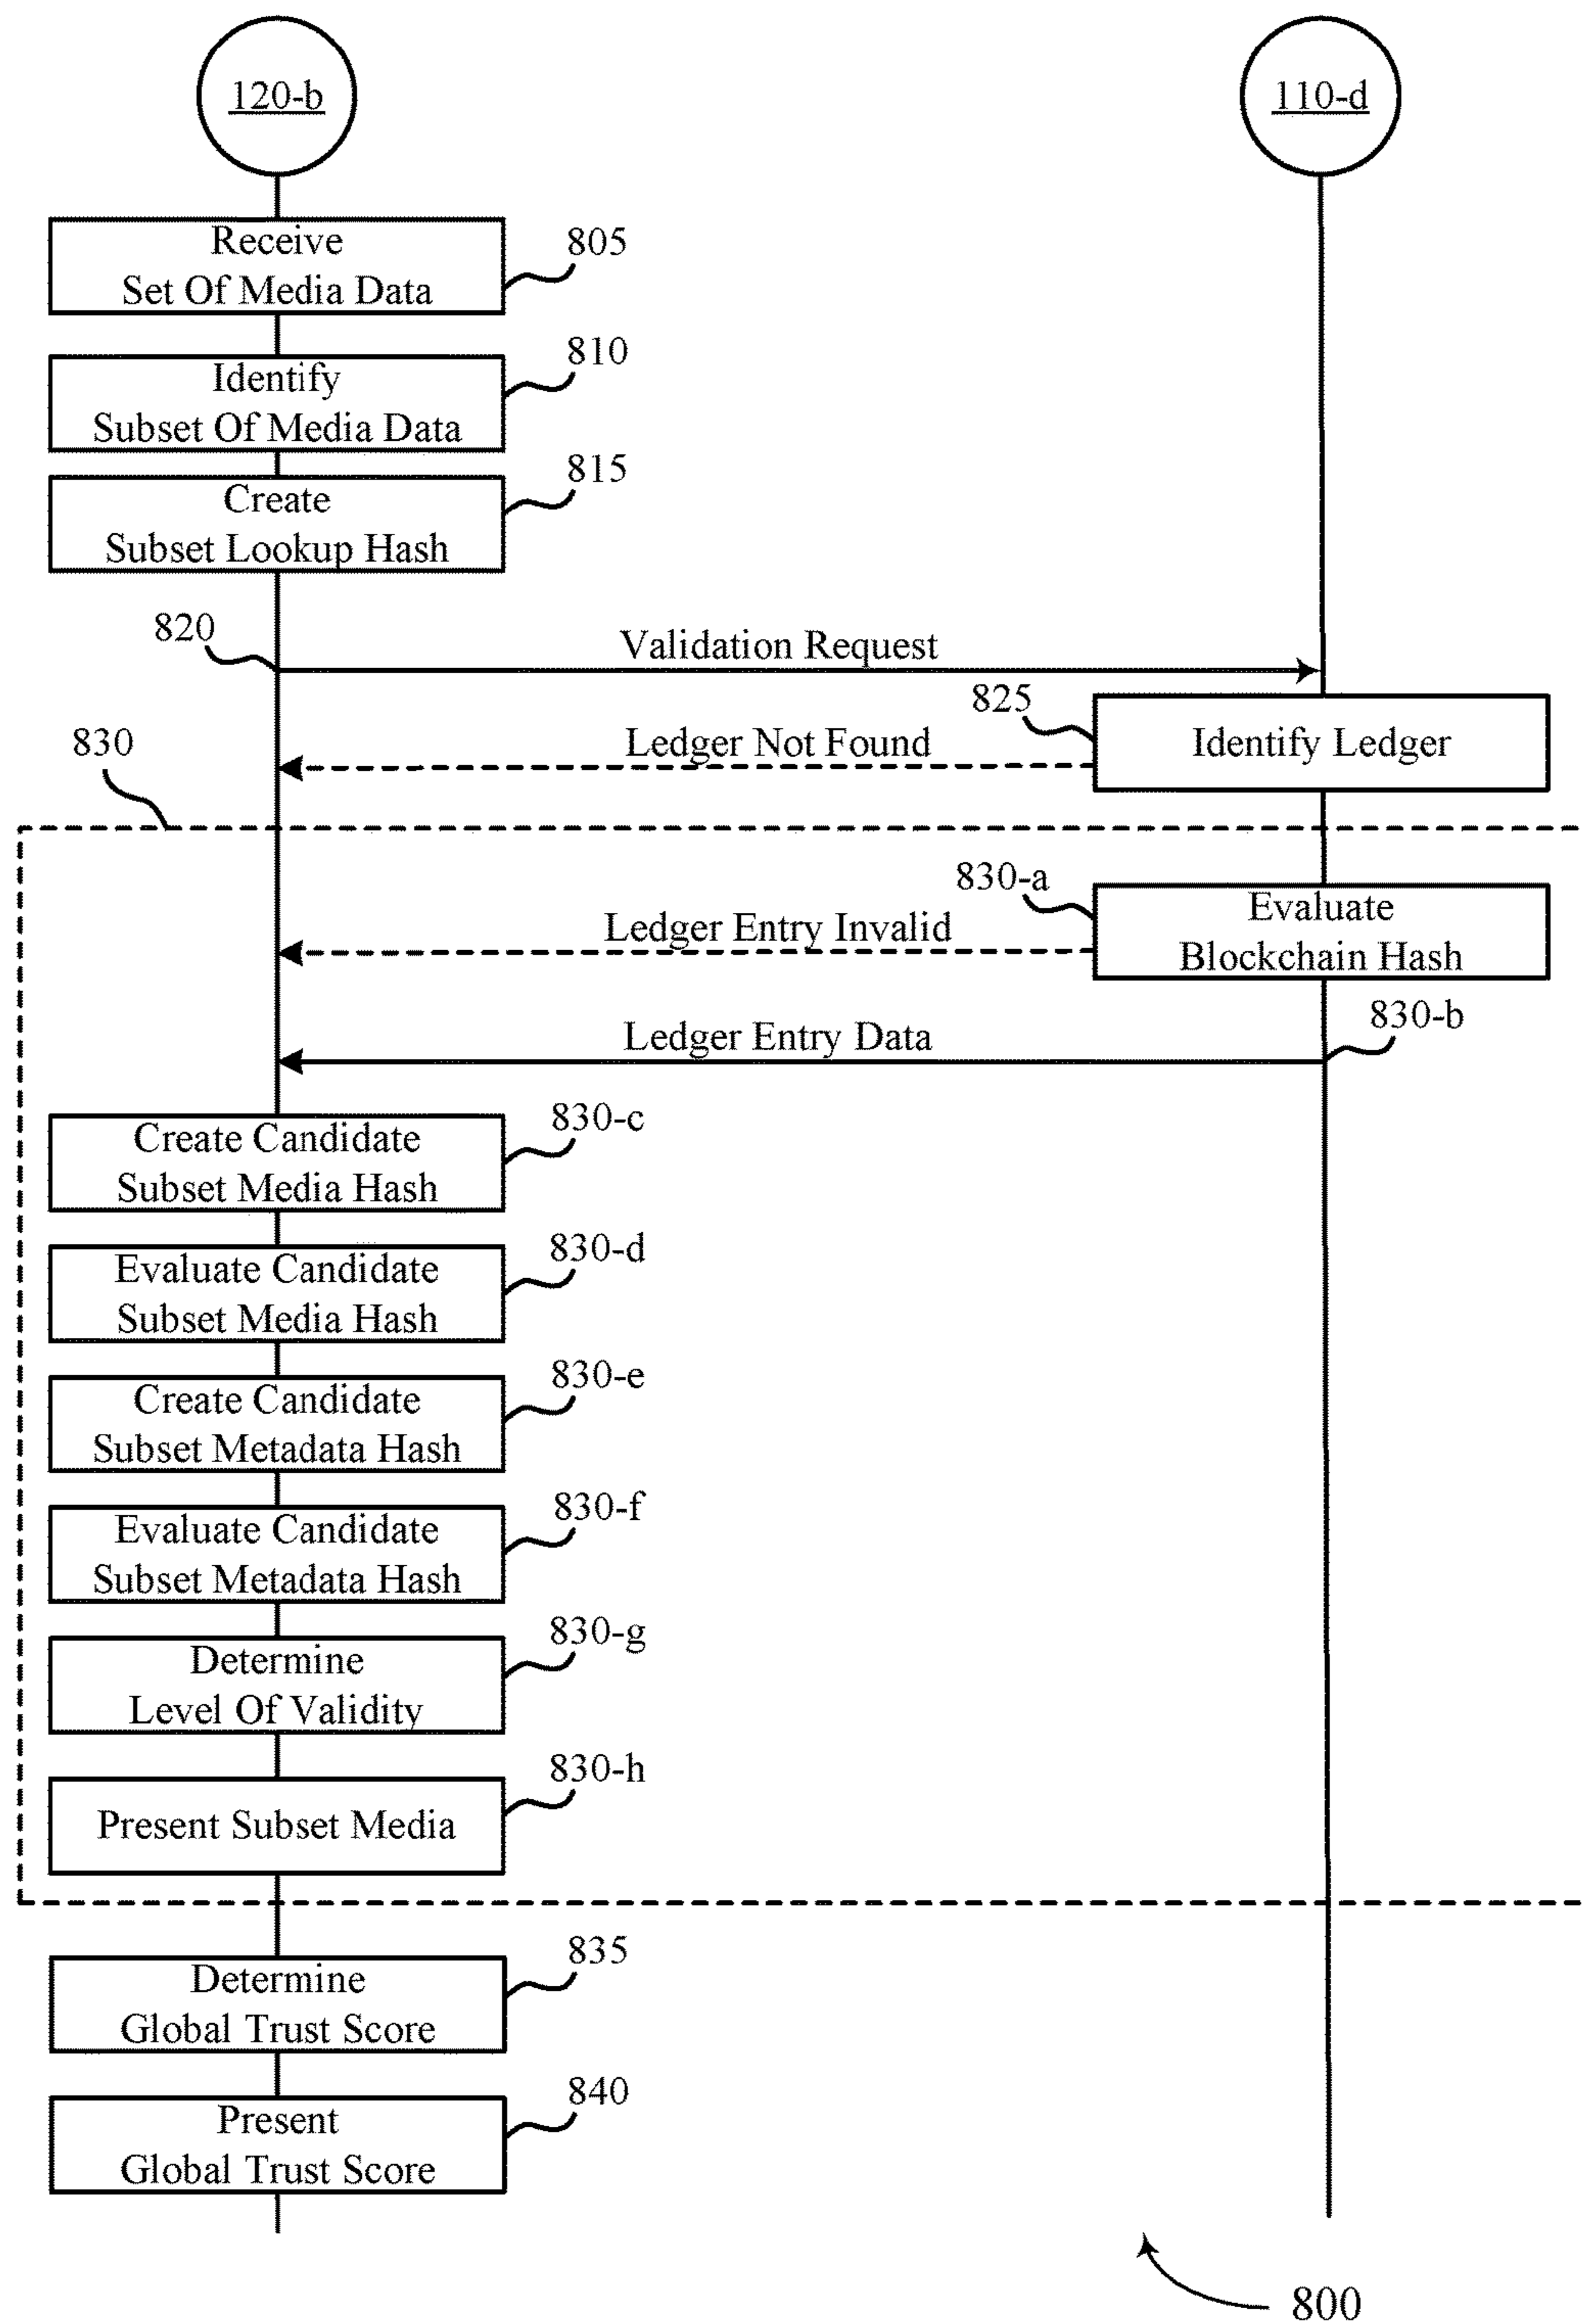 120-b
110-d
Receive
Set Of Media Data
805
Identify
Subset Of Media Data
810
Create
Subset Lookup Hash
815
820
Validation Request
825
Identify Ledger
Ledger Not Found
830
830-a
Evaluate
Blockchain Hash
Ledger Entry Invalid
830-b
Ledger Entry Data
Create Candidate
Subset Media Hash
830-c
Evaluate Candidate
Subset Media Hash
830-d
Create Candidate
Subset Metadata Hash
830-e
Evaluate Candidate
Subset Metadata Hash
830-f
Determine
Level Of Validity
830-g
Present Subset Media
830-h
Determine
Global Trust Score
835
Present
Global Trust Score
840
800